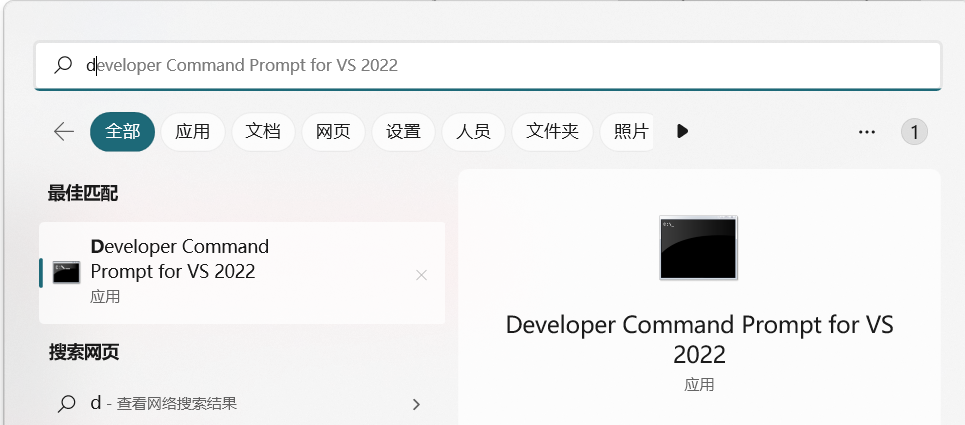 developer Command Prompt for VS 2022
全部 应用 文档 网页 设置 人员 文件夹 照片 ... 1
最佳匹配
Developer Command
Prompt for VS 2022
应用
搜索网页
d - 查看网络搜索结果
Developer Command Prompt for VS
2022
应用